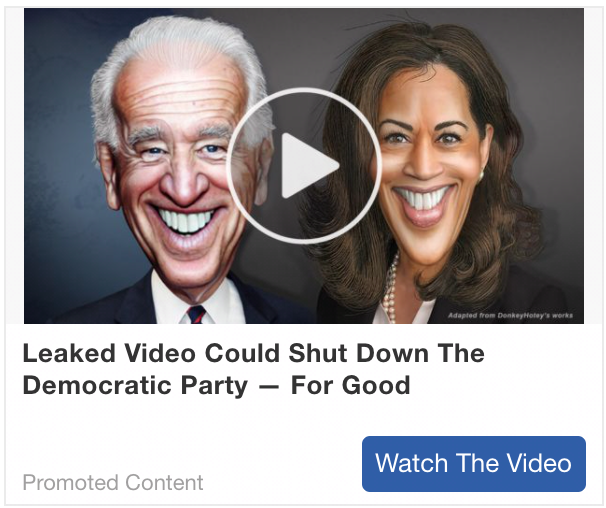 Adapted from DonkeyHotey's works
Leaked Video Could Shut Down The
Democratic Party — For Good
Watch The Video
Promoted Content